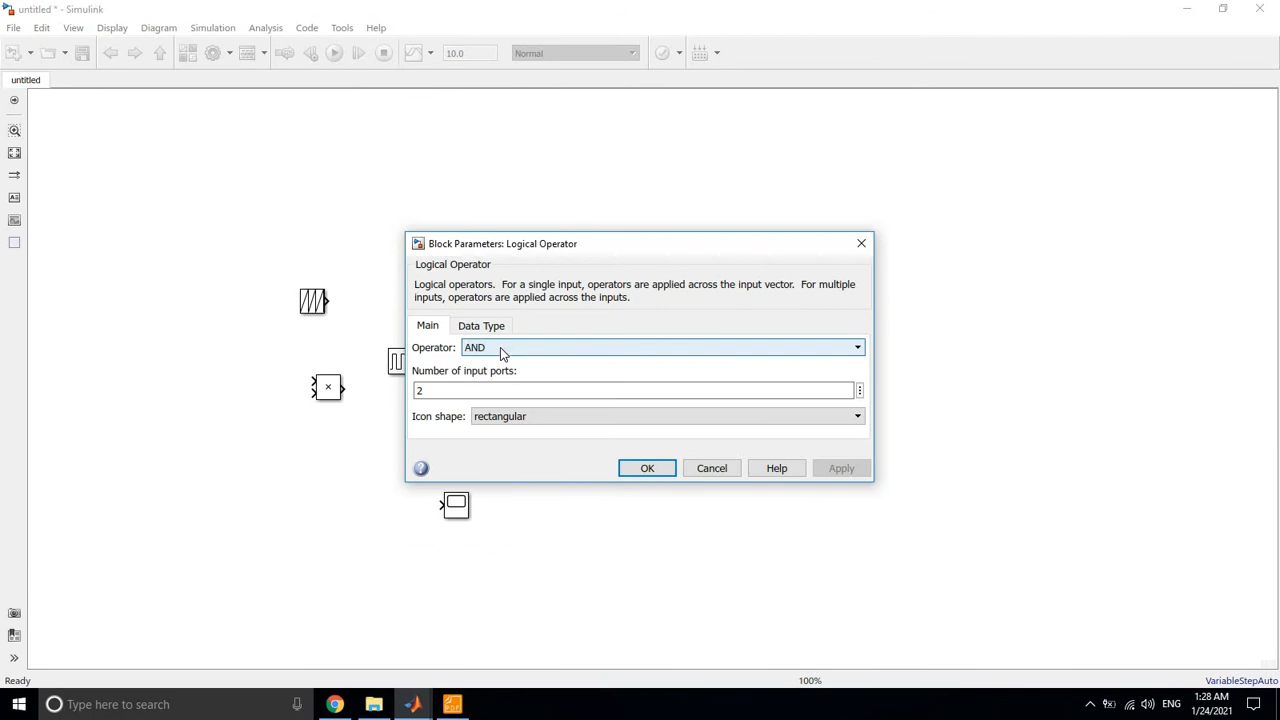 untitled * - Simulink
File Edit View Display Diagram Simulation Analysis Code Tools Help
10.0 Normal
untitled
Block Parameters: Logical Operator
Logical Operator
Logical operators. For a single input, operators are applied across the input vector. For multiple
inputs, operators are applied across the inputs.
Main Data Type
Operator: AND
Number of input ports:
2
Icon shape: rectangular
OK Cancel Help Apply
Ready 100% VariableStepAuto
Type here to search
ENG
1:28 AM
1/24/2021